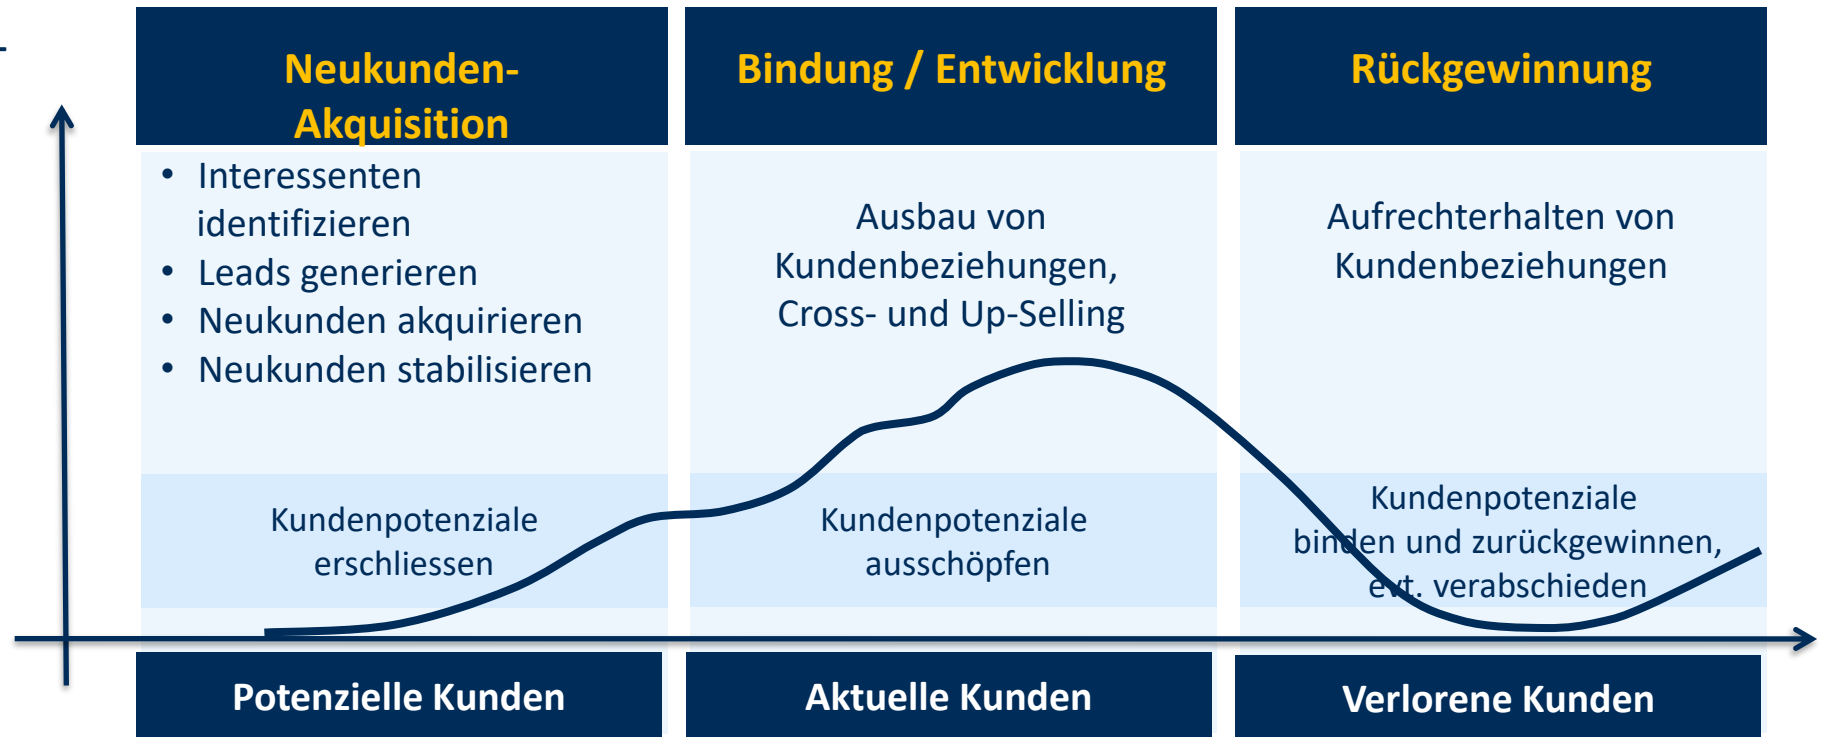 Neukunden-
Akquisition
• Interessenten
identifizieren
• Leads generieren
• Neukunden akquirieren
• Neukunden stabilisieren
Kundenpotenziale
erschliessen
Potenzielle Kunden
Bindung / Entwicklung
Ausbau von
Kundenbeziehungen,
Cross- und Up-Selling
Kundenpotenziale
ausschöpfen
Aktuelle Kunden
Rückgewinnung
Aufrechterhalten von
Kundenbeziehungen
Kundenpotenziale
binden und zurückgewinnen,
evt. verabschieden
Verlorene Kunden